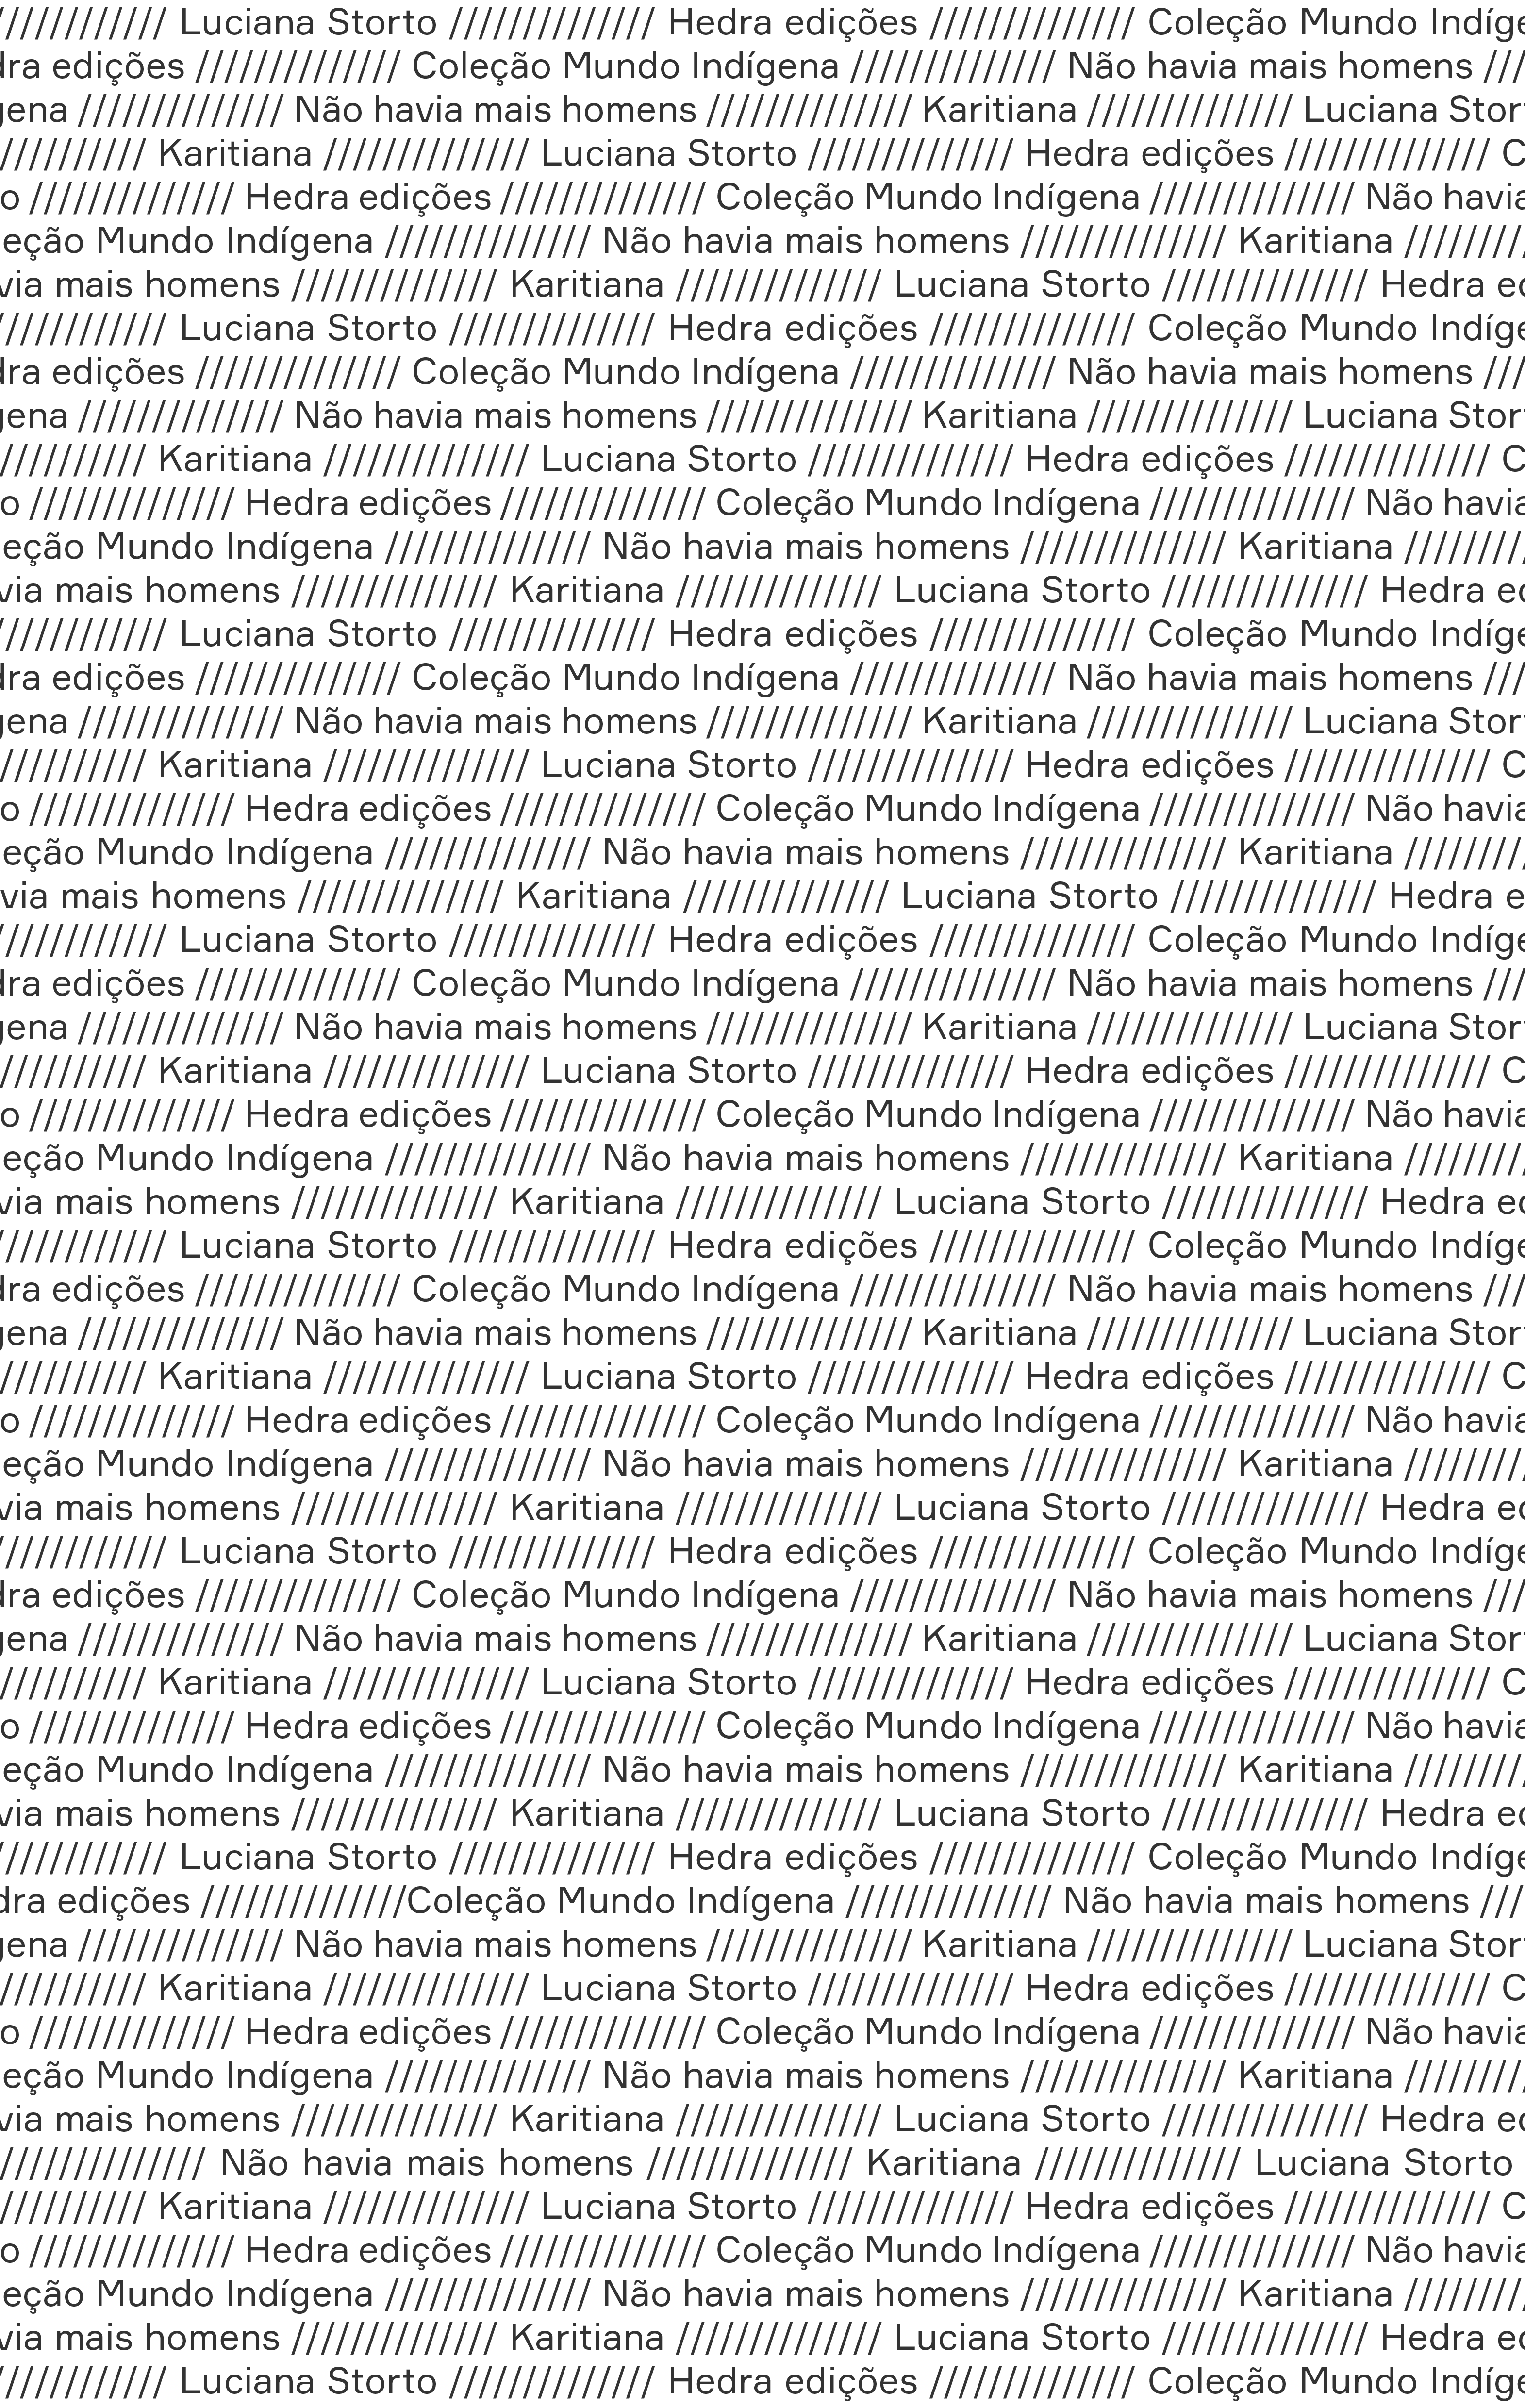 //////////// Luciana Storto ////////////// Hedra edições ////////////// Coleção Mundo Indíge
dra edições ////////////// Coleção Mundo Indígena ////////////// Não havia mais homens ///
gena ////////////// Não havia mais homens ////////////// Karitiana ////////////// Luciana Stor
////////// Karitiana ////////////// Luciana Storto ////////////// Hedra edições ////////////// C
o ////////////// Hedra edições ////////////// Coleção Mundo Indígena ////////////// Não havia
eção Mundo Indígena ////////////// Não havia mais homens ////////////// Karitiana /////////
via mais homens ////////////// Karitiana ////////////// Luciana Storto ////////////// Hedra ed
//////////// Luciana Storto ////////////// Hedra edições ////////////// Coleção Mundo Indíge
dra edições ////////////// Coleção Mundo Indígena ////////////// Não havia mais homens ///
gena ////////////// Não havia mais homens ////////////// Karitiana ////////////// Luciana Stor
////////// Karitiana ////////////// Luciana Storto ////////////// Hedra edições ////////////// C
o ////////////// Hedra edições ////////////// Coleção Mundo Indígena ////////////// Não havia
eção Mundo Indígena ////////////// Não havia mais homens ////////////// Karitiana /////////
via mais homens ////////////// Karitiana ////////////// Luciana Storto ////////////// Hedra ed
//////////// Luciana Storto ////////////// Hedra edições ////////////// Coleção Mundo Indíge
dra edições ////////////// Coleção Mundo Indígena ////////////// Não havia mais homens ///
gena ////////////// Não havia mais homens ////////////// Karitiana ////////////// Luciana Stor
////////// Karitiana ////////////// Luciana Storto ////////////// Hedra edições ////////////// C
o ////////////// Hedra edições ////////////// Coleção Mundo Indígena ////////////// Não havia
eção Mundo Indígena ////////////// Não havia mais homens ////////////// Karitiana /////////
via mais homens ////////////// Karitiana ////////////// Luciana Storto ////////////// Hedra e
//////////// Luciana Storto ////////////// Hedra edições ////////////// Coleção Mundo Indíge
dra edições ////////////// Coleção Mundo Indígena ////////////// Não havia mais homens ///
gena ////////////// Não havia mais homens ////////////// Karitiana ////////////// Luciana Stor
////////// Karitiana ////////////// Luciana Storto ////////////// Hedra edições ////////////// C
o ////////////// Hedra edições ////////////// Coleção Mundo Indígena ////////////// Não havia
eção Mundo Indígena ////////////// Não havia mais homens ////////////// Karitiana /////////
via mais homens ////////////// Karitiana ////////////// Luciana Storto ////////////// Hedra ed
//////////// Luciana Storto ////////////// Hedra edições ////////////// Coleção Mundo Indíge
dra edições ////////////// Coleção Mundo Indígena ////////////// Não havia mais homens ///
gena ////////////// Não havia mais homens ////////////// Karitiana ////////////// Luciana Stor
////////// Karitiana ////////////// Luciana Storto ////////////// Hedra edições ////////////// C
o ////////////// Hedra edições ////////////// Coleção Mundo Indígena ////////////// Não havia
eção Mundo Indígena ////////////// Não havia mais homens ////////////// Karitiana /////////
via mais homens ////////////// Karitiana ////////////// Luciana Storto ////////////// Hedra ed
//////////// Luciana Storto ////////////// Hedra edições ////////////// Coleção Mundo Indíge
dra edições ////////////// Coleção Mundo Indígena ////////////// Não havia mais homens ///
gena ////////////// Não havia mais homens ////////////// Karitiana ////////////// Luciana Stor
////////// Karitiana ////////////// Luciana Storto ////////////// Hedra edições ////////////// C
o ////////////// Hedra edições ////////////// Coleção Mundo Indígena ////////////// Não havia
eção Mundo Indígena ////////////// Não havia mais homens ////////////// Karitiana /////////
via mais homens ////////////// Karitiana ////////////// Luciana Storto ////////////// Hedra ed
//////////// Luciana Storto ////////////// Hedra edições ////////////// Coleção Mundo Indíge
dra edições //////////////Coleção Mundo Indígena ////////////// Não havia mais homens ///
gena ////////////// Não havia mais homens ////////////// Karitiana ////////////// Luciana Stor
////////// Karitiana ////////////// Luciana Storto ////////////// Hedra edições ////////////// C
o ////////////// Hedra edições ////////////// Coleção Mundo Indígena ////////////// Não havia
eção Mundo Indígena ////////////// Não havia mais homens ////////////// Karitiana /////////
via mais homens ////////////// Karitiana ////////////// Luciana Storto ////////////// Hedra ed
////////////// Não havia mais homens ////////////// Karitiana ////////////// Luciana Storto
////////// Karitiana ////////////// Luciana Storto ////////////// Hedra edições ////////////// C
o ////////////// Hedra edições ////////////// Coleção Mundo Indígena ////////////// Não havia
eção Mundo Indígena ////////////// Não havia mais homens ////////////// Karitiana /////////
via mais homens ////////////// Karitiana ////////////// Luciana Storto ////////////// Hedra ed
//////////// Luciana Storto ////////////// Hedra edições ////////////// Coleção Mundo Indíge